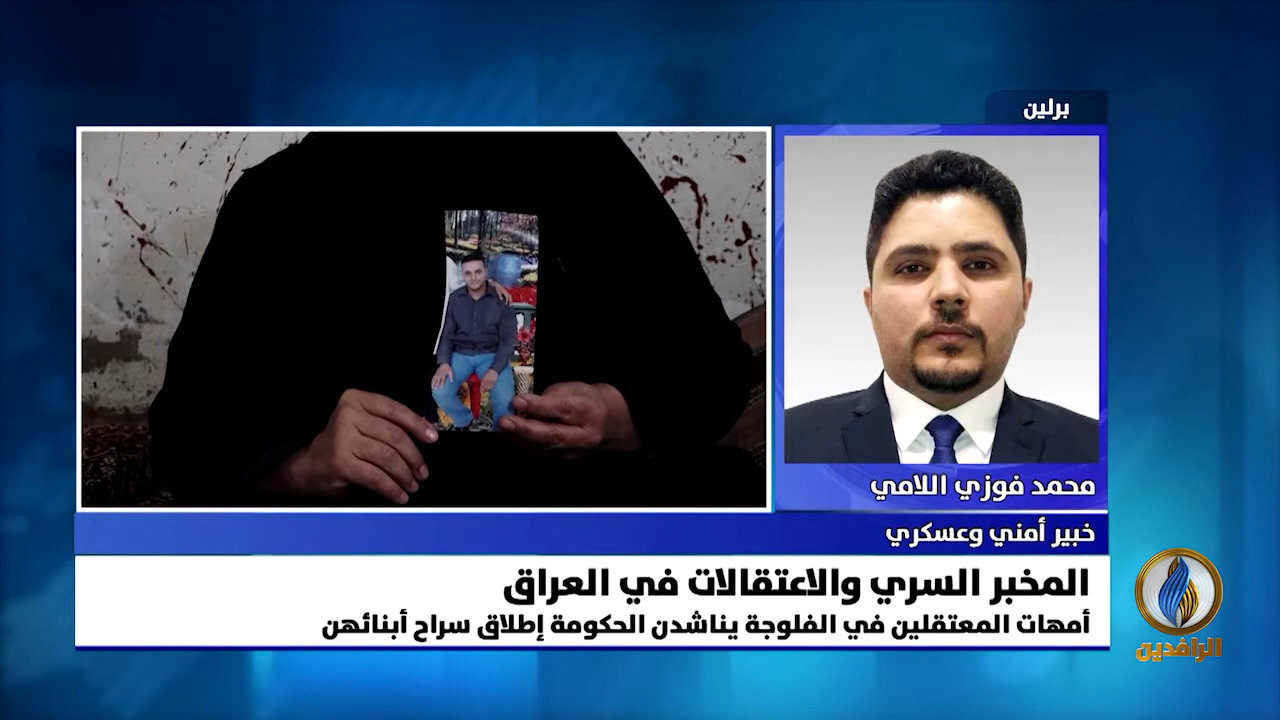 برلين
محمد فوزي اللامي
خبير أمني وعسكري
المخبر السري والاعتقالات في العراق
أمهات المعتقلين في الفلوجة يناشدن الحكومة إطلاق سراح أبنائهن
الرافدين